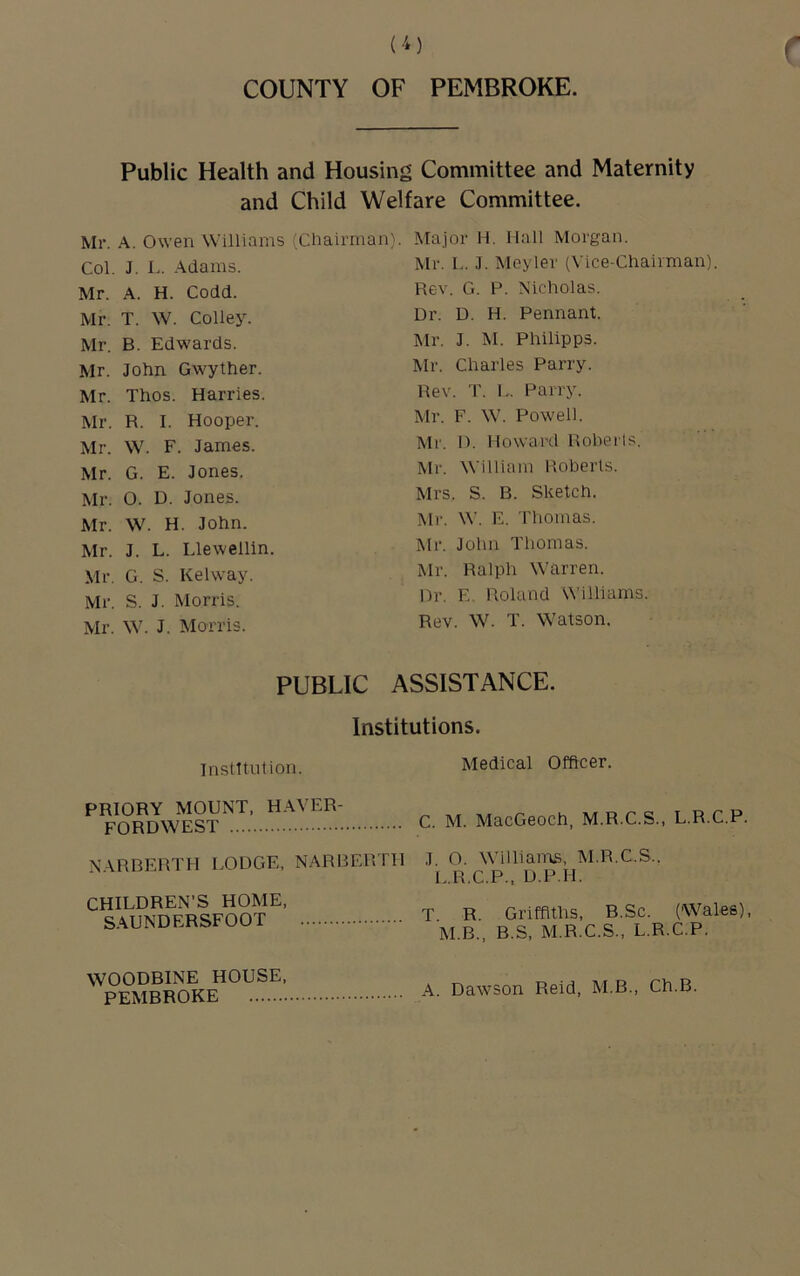 (4)
COUNTY OF PEMBROKE.
Public Health and Housing Committee and Maternity
and Child Welfare Committee.
Mr. A. Owen Williams (Chairman).
Col. J. L. Adams.
Mr. A. H. Codd.
Mr. T. W. Colley.
Mr. B. Edwards.
Mr. John Gwyther.
Mr. Thos. Harries.
Mr. R. I. Hooper.
Mr. W. F. James.
Mr. G. E. Jones.
Mr. O. D. Jones.
Mr. W. H. John.
Mr. J. L. Llewellin.
Mr. G. S. Kelway.
Mr. S. J. Morris.
Mr. W. J. Morris.
Major H. Hall Morgan.
Mr. L. J. Meyler (Vice-Chairman).
Rev. G. P. Nicholas.
Dr. D. H. Pennant.
Mr. J. M. Philipps.
Mr. Charles Parry.
Rev. T. L. Parry.
Mr. F. W. Powell.
Mr. D. Howard Roberts.
Mr. William Roberts.
Mrs. S. B. Sketch.
Mr. W. E. Thomas.
Mr. John Thomas.
Mr. Ralph Warren.
Dr. E. Roland Williams.
Rev. W. T. Watson.
PUBLIC ASSISTANCE.
Institutions.
Institution. Medical Officer.
PRIORY MOUNT, HAVER-
FORDWEST .......... C. M. MacGeoch, M.R.C.S., L.R.C.P.
NARBERTH LODGE, NARBERTH J. O. Williams, M.R.C.S.,
L.R.C.P., D.P.H.
CHILDREN'S HOME,
SAUNDERSFOOT .......... T. R. Griffiths, B.Sc. (Wales),
M.B., B.S, M.R.C.S., L.R.C.P.
WOODBINE HOUSE,
PEMBROKE .......... A. Dawson Reid, M.B., Ch.B.